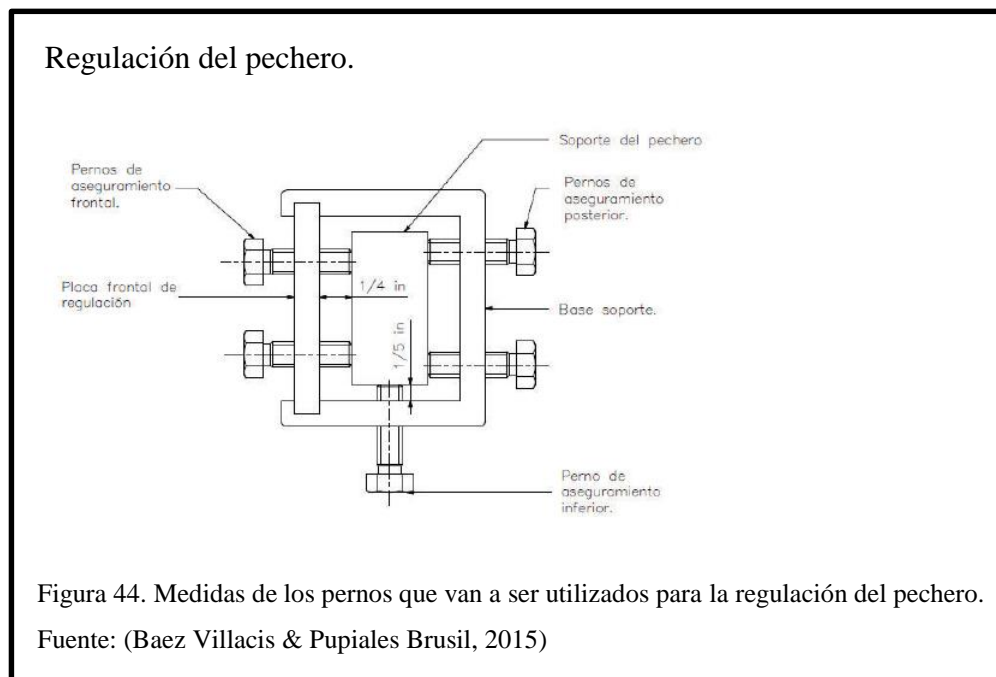 Regulación del pechero.
Soporte del pechero
Pernos de
aseguramiento
frontal.
Pernos de
aseguramiento
posterior.
Placa frontal de
regulación
1/4 in
1/5 in
Base soporte.
Perno de
aseguramiento
inferior.
Figura 44. Medidas de los pernos que van a ser utilizados para la regulación del pechero.
Fuente: (Baez Villacis & Pupiales Brusil, 2015)